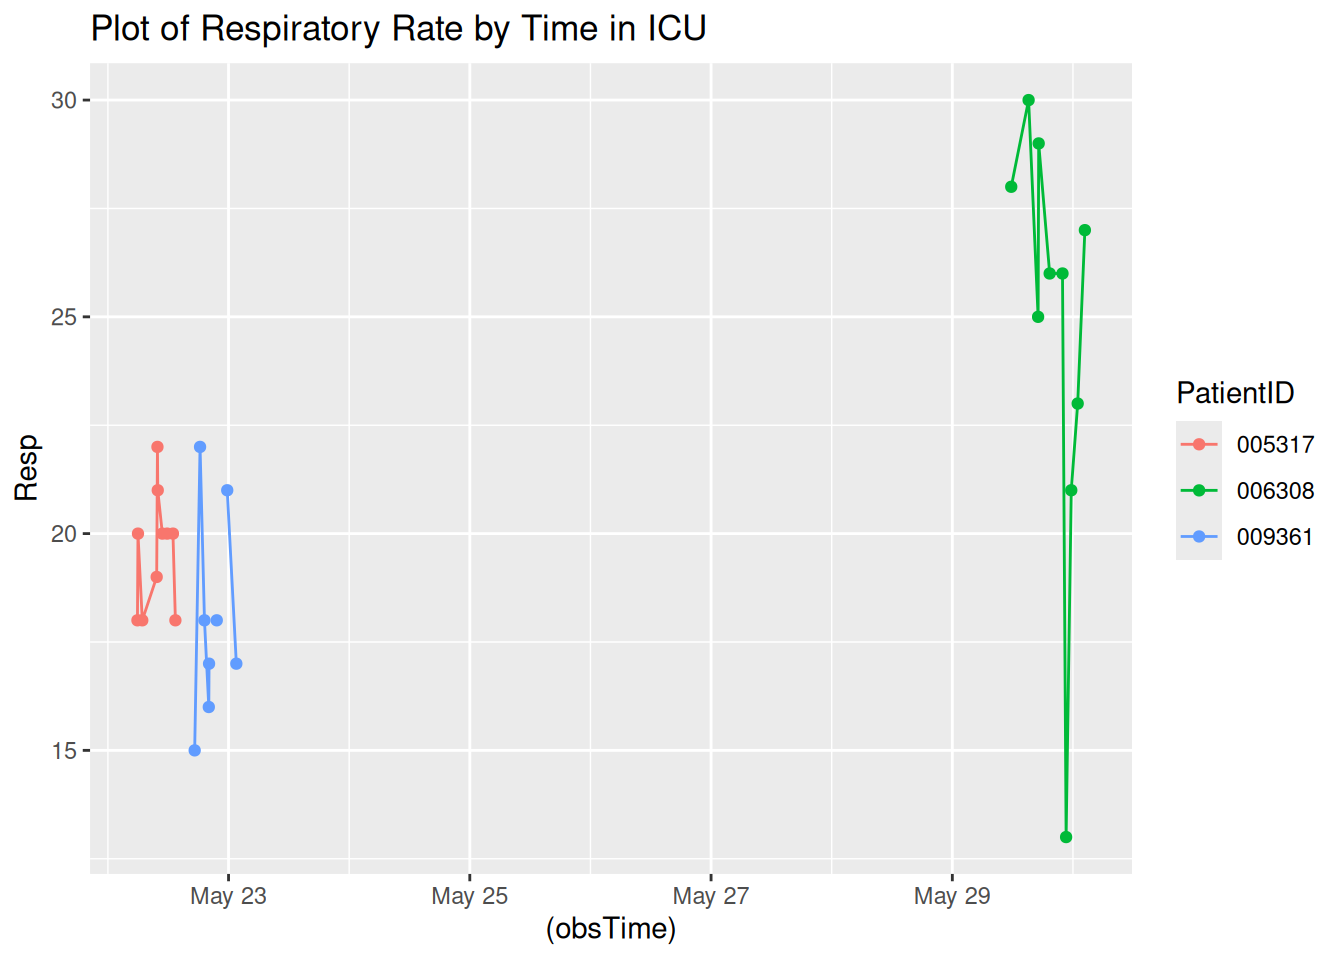 Plot of Respiratory Rate by Time in ICU
30
25
20
15
Resp
May 23
May 25
May 27
May 29
(obsTime)
PatientID
005317
006308
009361